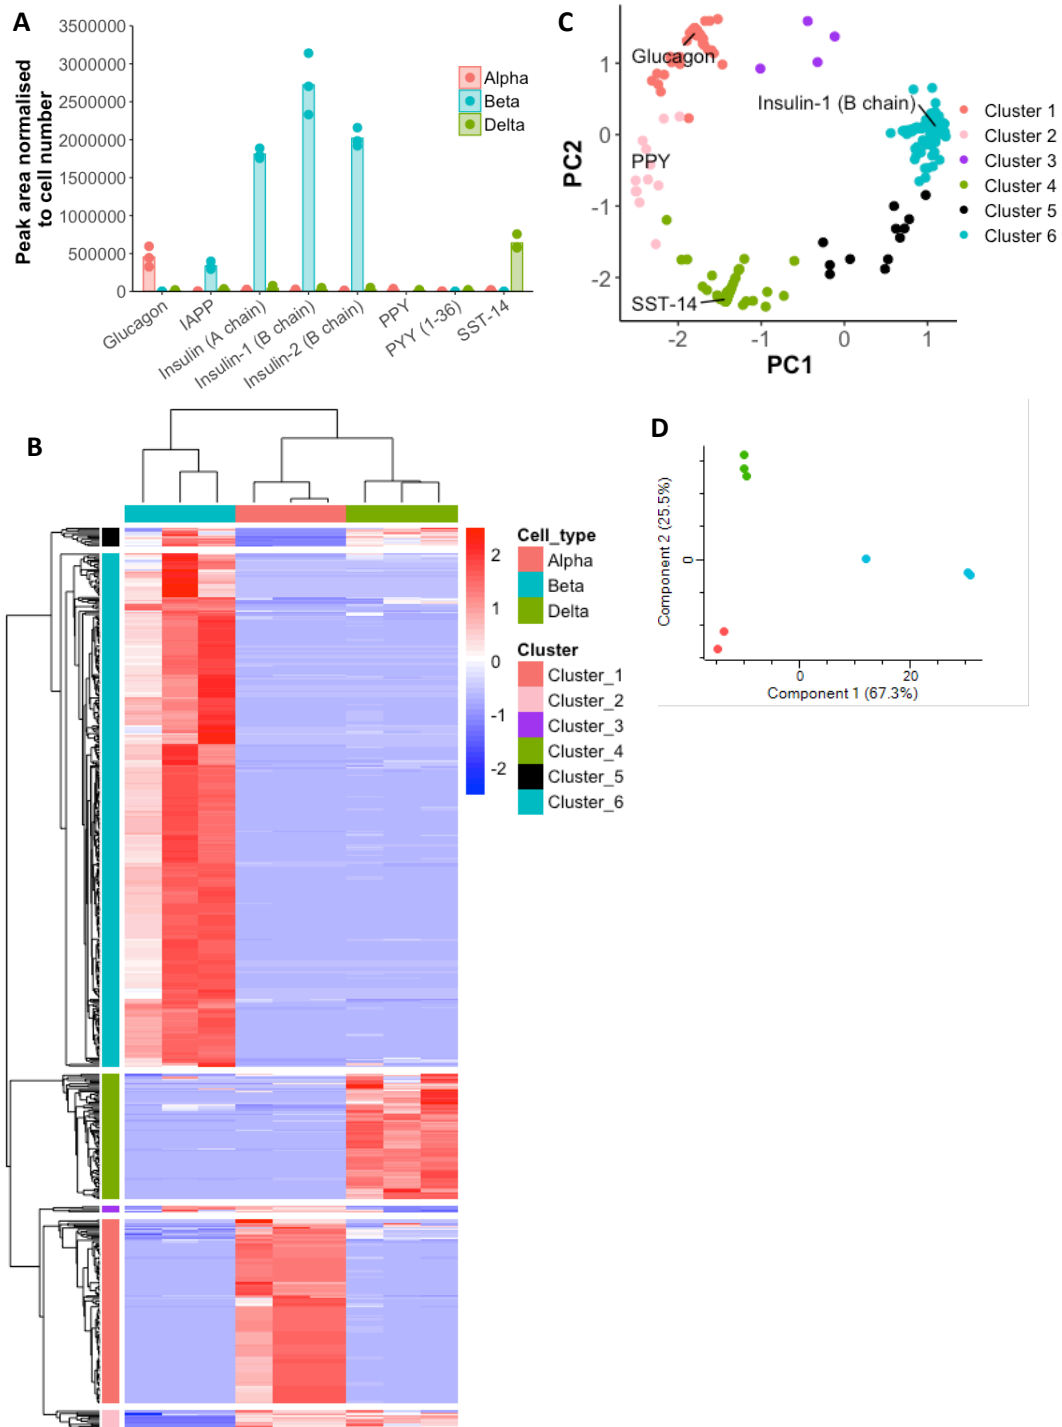 A
Peak area normalised
to cell number
3500000
3000000
2500000
2000000
1500000
1000000
500000
0
Alpha
Beta
Delta
Glucagon
IAPP
Insulin (A chain)
Insulin-1 (B chain)
Insulin-2 (B chain)
PPY
PYY (1-36)
SST-14
C
PC2
1
0
-1
-2
Glucagon
Insulin-1 (B chain)
PPY
SST-14
-2
-1
0
1
PC1
Cluster 1
Cluster 2
Cluster 3
Cluster 4
Cluster 5
Cluster 6
B
2
1
0
-1
-2
Cell_type
Alpha
Beta
Delta
Cluster
Cluster_1
Cluster_2
Cluster_3
Cluster_4
Cluster_5
Cluster_6
D
Component 2 (25.5%)
0
0
20
Component 1 (67.3%)